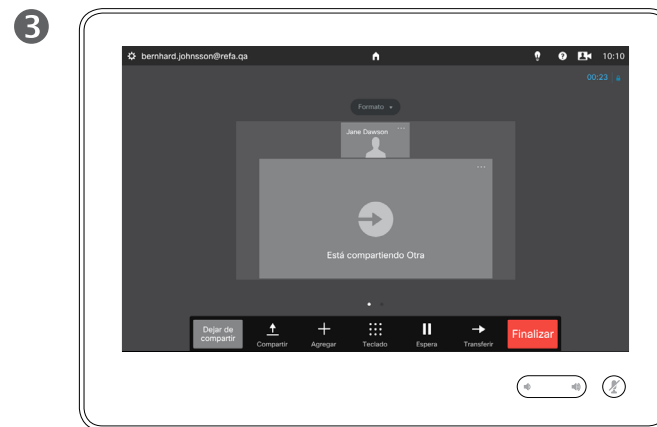 3
bernhard.johnsson@refa.qa
10:10
00:23
Formato
Jane Dawson
Está compartiendo Otra
Dejar de
compartir
Compartir
Agregar
Teclado
Espera
Transferir
Finalizar